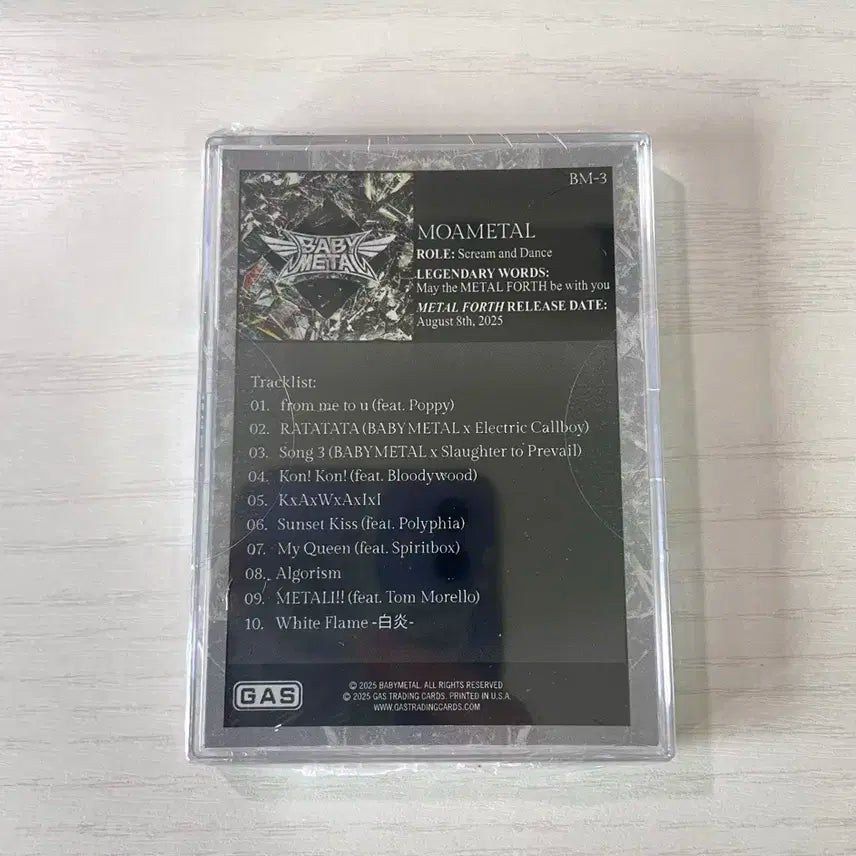 BM-3
BABY
METAL
MOAMETAL
ROLE: Scream and Dance
LEGENDARY WORDS:
May the METAL FORTH be with you
METAL FORTH RELEASE DATE:
August 8th, 2025
Tracklist:
01. from me to u (feat. Poppy)
02. RATATATA (BABYMETAL x Electric Callboy)
03. Song 3 (BABYMETAL x Slaughter to Prevail)
04. Kon! Kon! (feat. Bloodywood)
05. KxAxWxAxIxI
06. Sunset Kiss (feat. Polyphia)
07. My Queen (feat. Spiritbox)
08. Algorism
09. METALI!! (feat. Tom Morello)
10. White Flame -白炎-
GAS
© 2025 BABYMETAL. ALL RIGHTS RESERVED
© 2025 GAS TRADING CARDS. PRINTED IN U.S.A.
WWW.GASTRADINGCARDS.COM